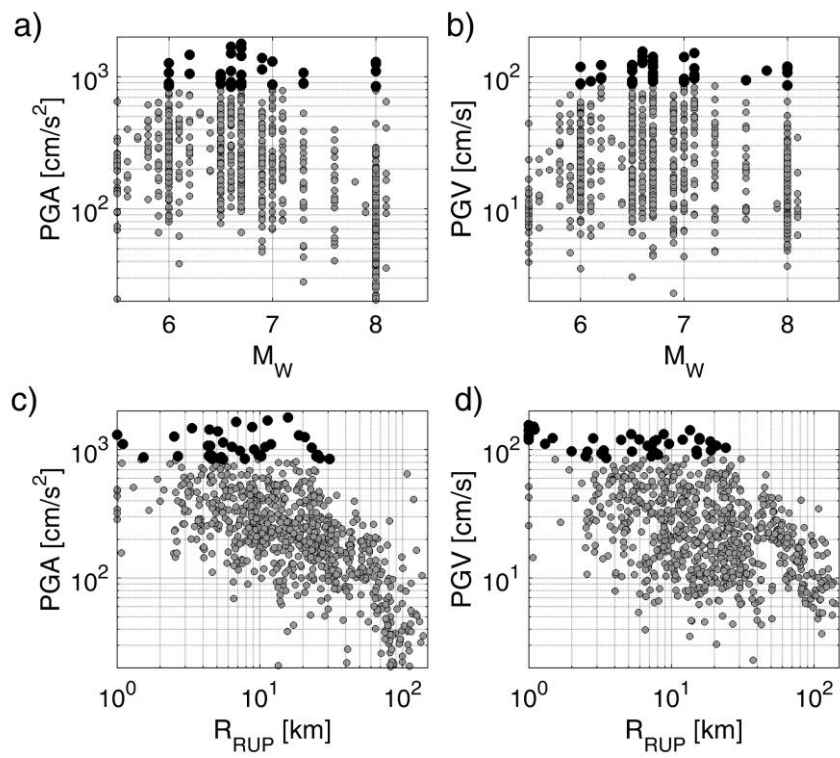 a)
b)
10³
10²
PGA [cm/s²]
6 7 8
M_W
10²
10¹
PGV [cm/s]
6 7 8
M_W
c)
d)
10³
10²
PGA [cm/s²]
10⁰ 10¹ 10²
R_RUP [km]
10²
10¹
PGV [cm/s]
10⁰ 10¹ 10²
R_RUP [km]